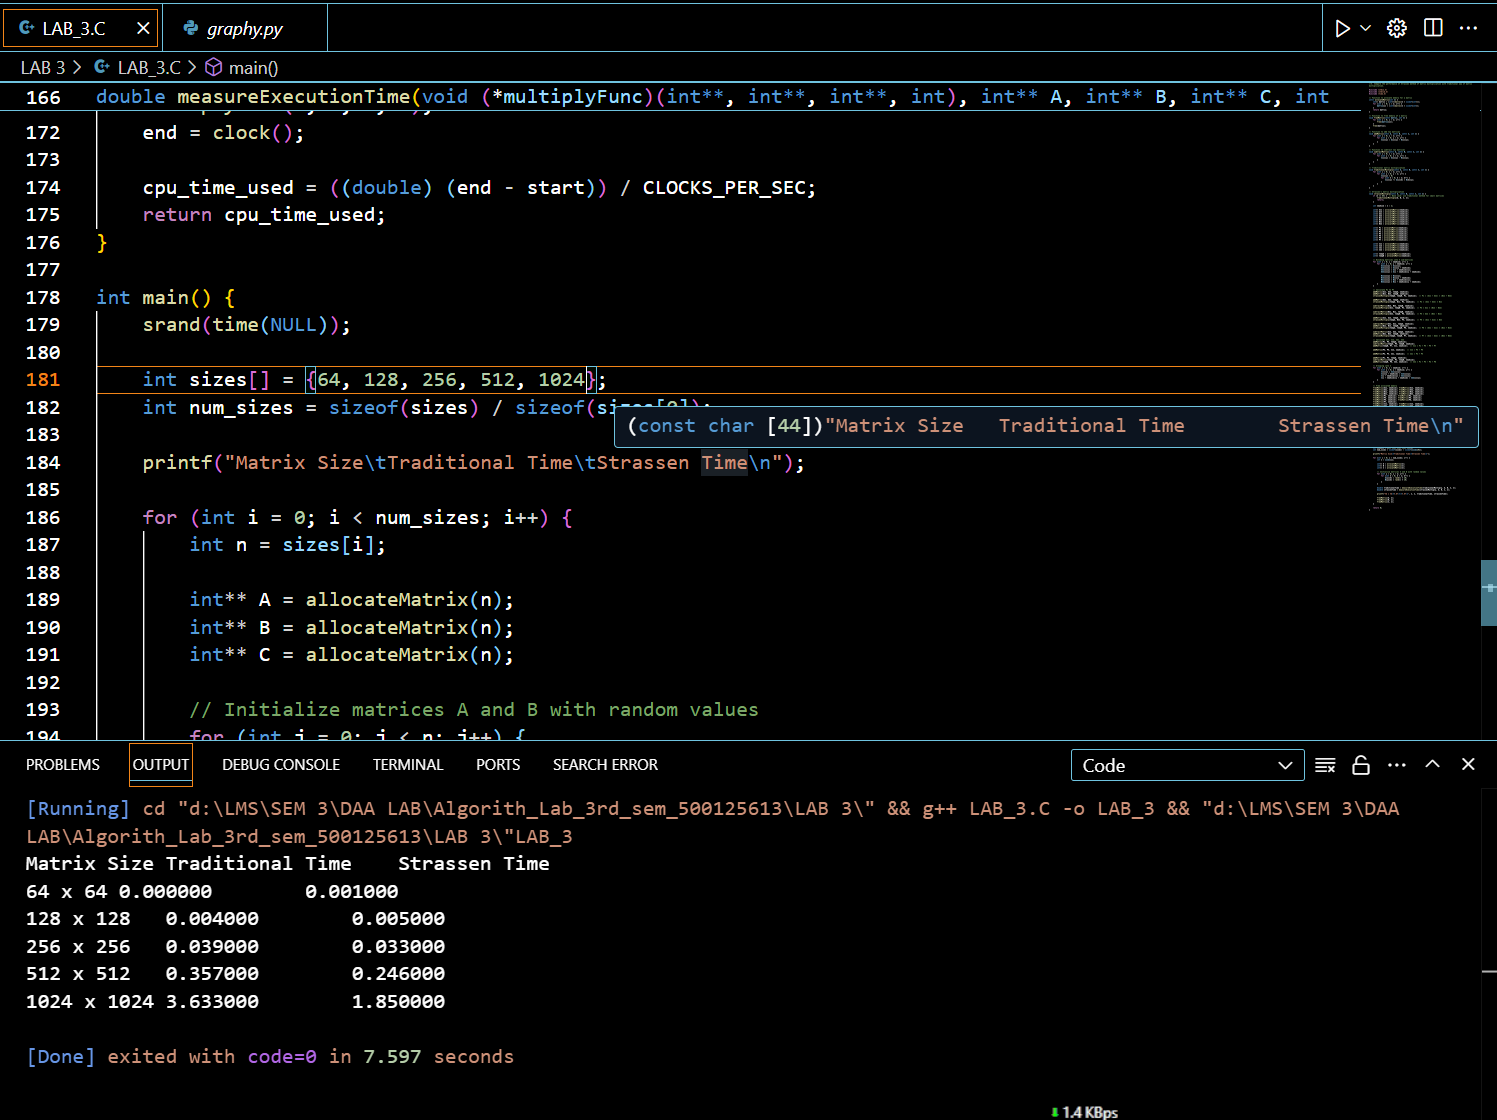 LAB_3.C
graphy.py
LAB 3 > LAB_3.C > main()
166 double measureExecutionTime(void (*multiplyFunc)(int**, int**, int**, int), int** A, int** B, int** C, int
172 end = clock();
173
174 cpu_time_used = ((double) (end - start)) / CLOCKS_PER_SEC;
175 return cpu_time_used;
176 }
177
178 int main() {
179 srand(time(NULL));
180
181 int sizes[] = {64, 128, 256, 512, 1024};
182 int num_sizes = sizeof(sizes) / sizeof(sizes[0]);
(const char [44])"Matrix Size Traditional Time Strassen Time\n"
183
184 printf("Matrix Size\tTraditional Time\tStrassen Time\n");
185
186 for (int i = 0; i < num_sizes; i++) {
187 int n = sizes[i];
188
189 int** A = allocateMatrix(n);
190 int** B = allocateMatrix(n);
191 int** C = allocateMatrix(n);
192
193 // Initialize matrices A and B with random values
194 for (int j = 0; j < n; j++) {
PROBLEMS OUTPUT DEBUG CONSOLE TERMINAL PORTS SEARCH ERROR Code
[Running] cd "d:\LMS\SEM 3\DAA LAB\Algorith_Lab_3rd_sem_500125613\LAB 3\" && g++ LAB_3.C -o LAB_3 && "d:\LMS\SEM 3\DAA
LAB\Algorith_Lab_3rd_sem_500125613\LAB 3\"LAB_3
Matrix Size Traditional Time Strassen Time
64 x 64 0.000000 0.001000
128 x 128 0.004000 0.005000
256 x 256 0.039000 0.033000
512 x 512 0.357000 0.246000
1024 x 1024 3.633000 1.850000
[Done] exited with code=0 in 7.597 seconds
1.4 KBps